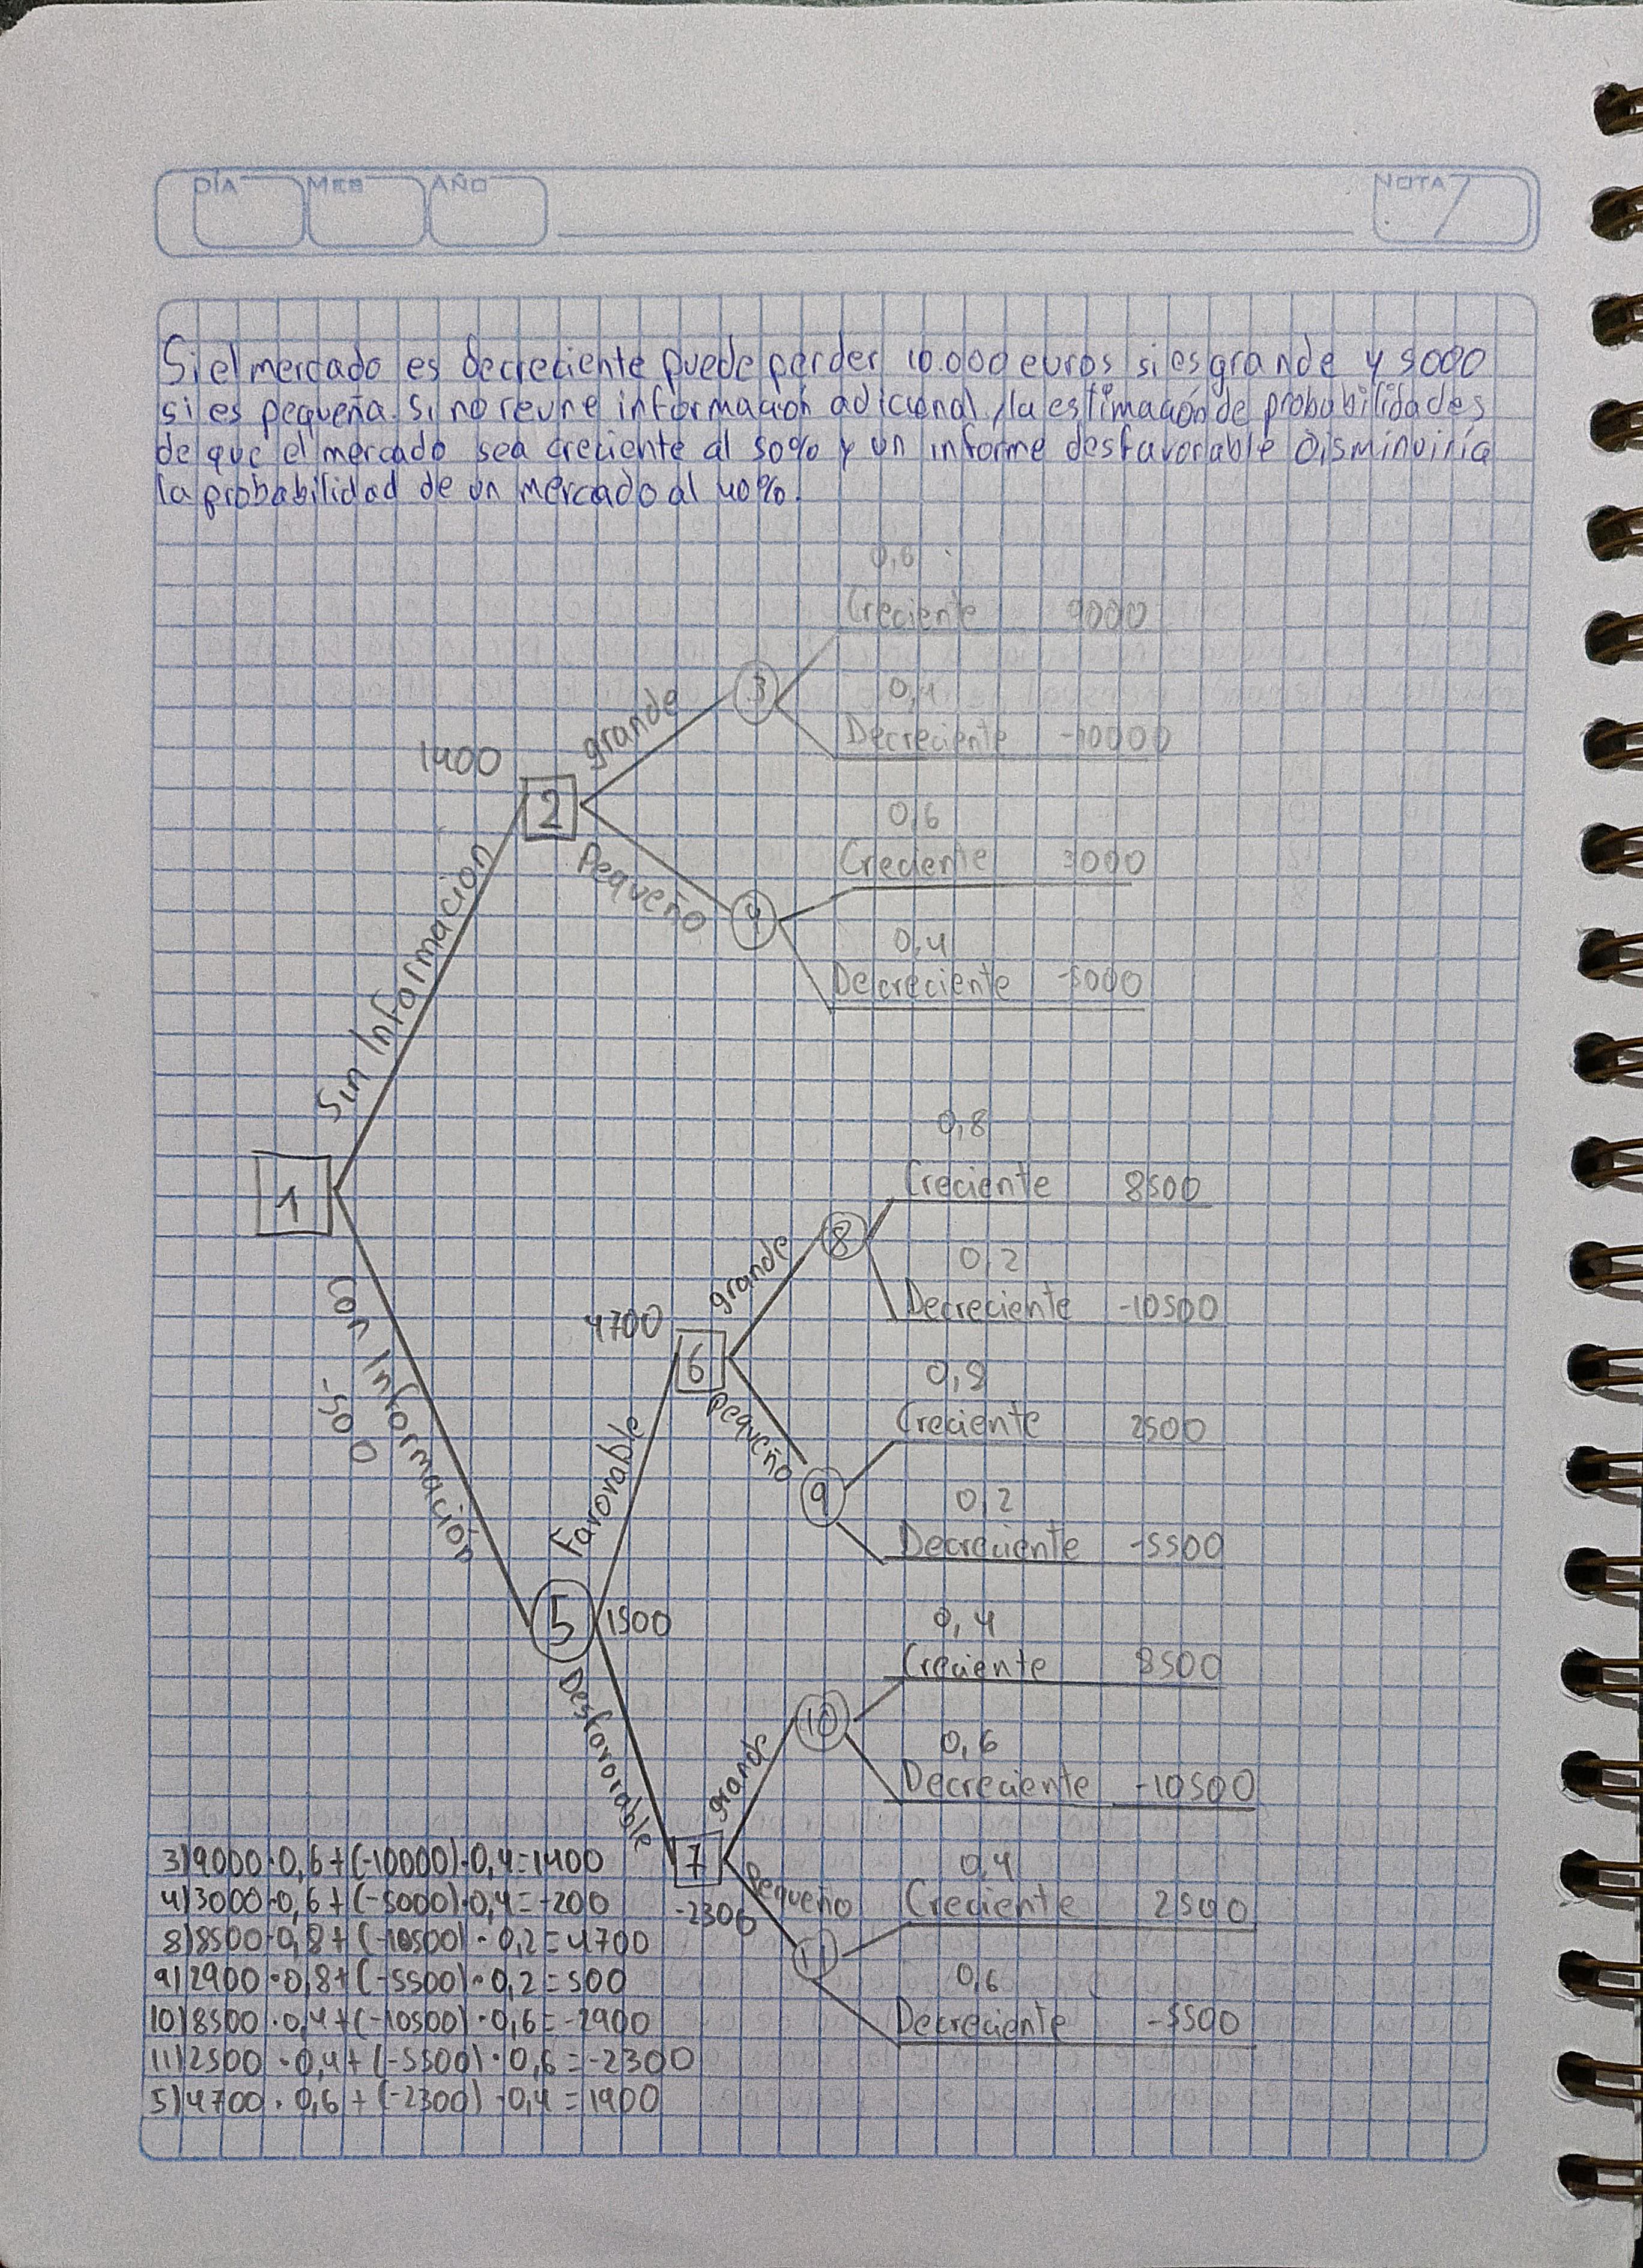 DÍA MES AÑO NOTA 7
Si el mercado es Decreciente puede perder 10.000 euros si es grande y 5000
si es pequeña. Si no reune información adicional, la estimación de probabilidades
de que el mercado sea creciente al 50% y un informe desfavorable Disminuiría
la probabilidad de un mercado al 40%.
0,6
Creciente 9000
grande 3
0,4
Decreciente -10000
1400
2
0,6
Creciente 3000
Pequeño 4
0,4
Decreciente -5000
Sin Información
0,8
Creciente 8500
1
grande 8
0,2
Decreciente -10500
4700
6
0,8
Creciente 2500
Con Información
-500
Pequeño 9
0,2
Decreciente -5500
Favorable
5 1500
0,4
Creciente 8500
Desfavorable
grande 10
0,6
Decreciente -10500
7
-2300
0,4
Pequeño Creciente 2500
11
0,6
Decreciente -5500
3) 9000·0,6+(-10000)·0,4=1400
4) 3000·0,6+(-5000)·0,4=-200
8) 8500·0,8+(-10500)·0,2=4700
9) 2900·0,8+(-5500)·0,2=500
10) 8500·0,4+(-10500)·0,6=-2900
11) 2500·0,4+(-5500)·0,6=-2300
5) 4700·0,6+(-2300)·0,4=1900